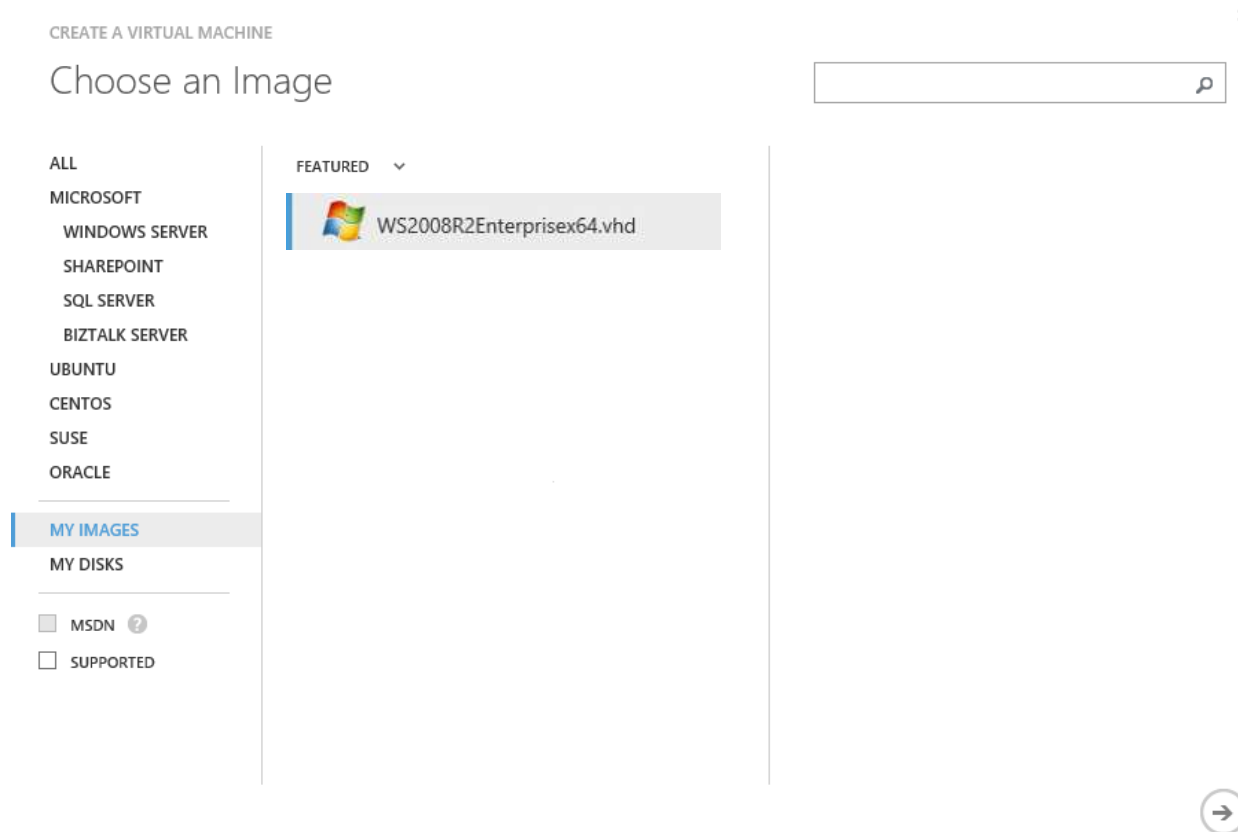 CREATE A VIRTUAL MACHINE
Choose an Image
ALL
MICROSOFT
WINDOWS SERVER
SHAREPOINT
SQL SERVER
BIZTALK SERVER
UBUNTU
CENTOS
SUSE
ORACLE
MY IMAGES
MY DISKS
MSDN ?
SUPPORTED
FEATURED
WS2008R2Enterprisex64.vhd